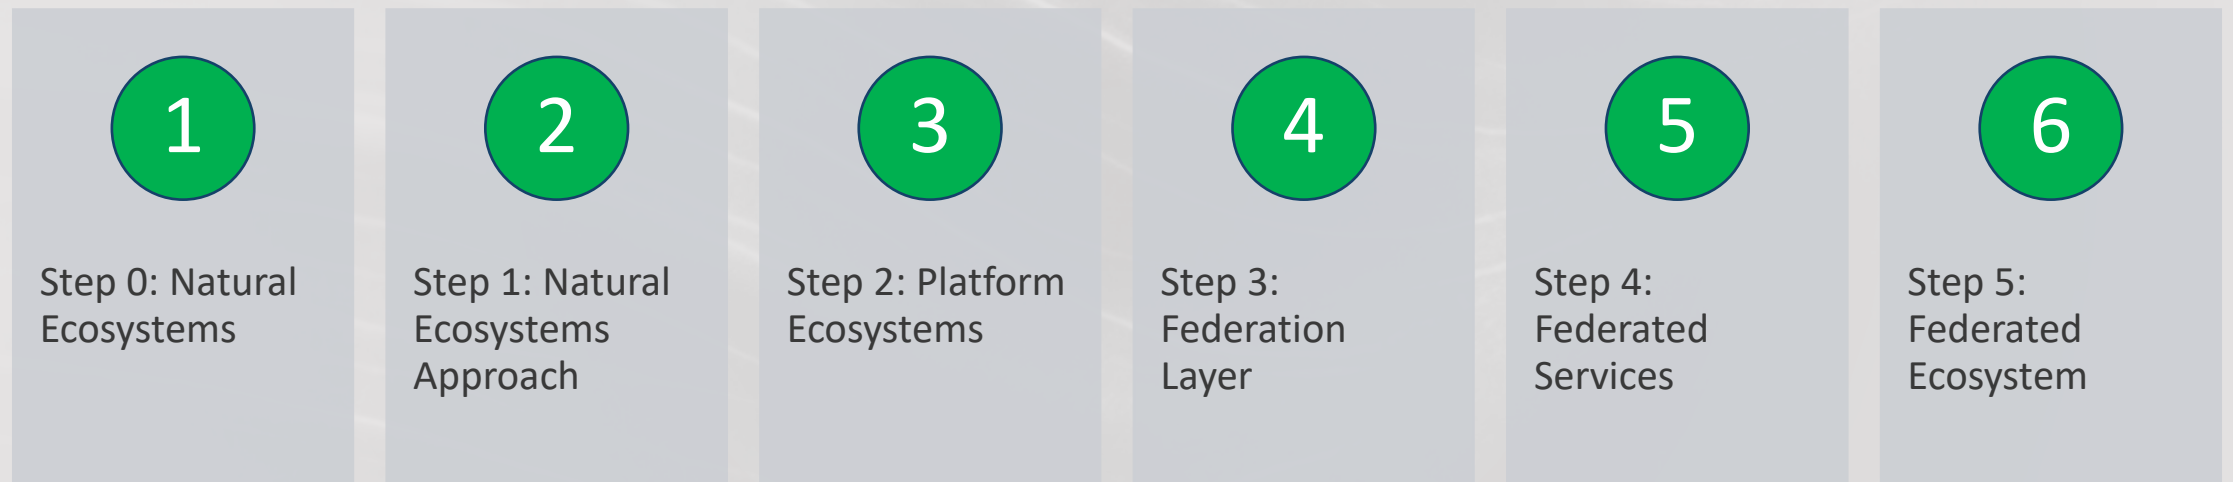 1
Step 0: Natural
Ecosystems
2
Step 1: Natural
Ecosystems
Approach
3
Step 2: Platform
Ecosystems
4
Step 3:
Federation
Layer
5
Step 4:
Federated
Services
6
Step 5:
Federated
Ecosystem